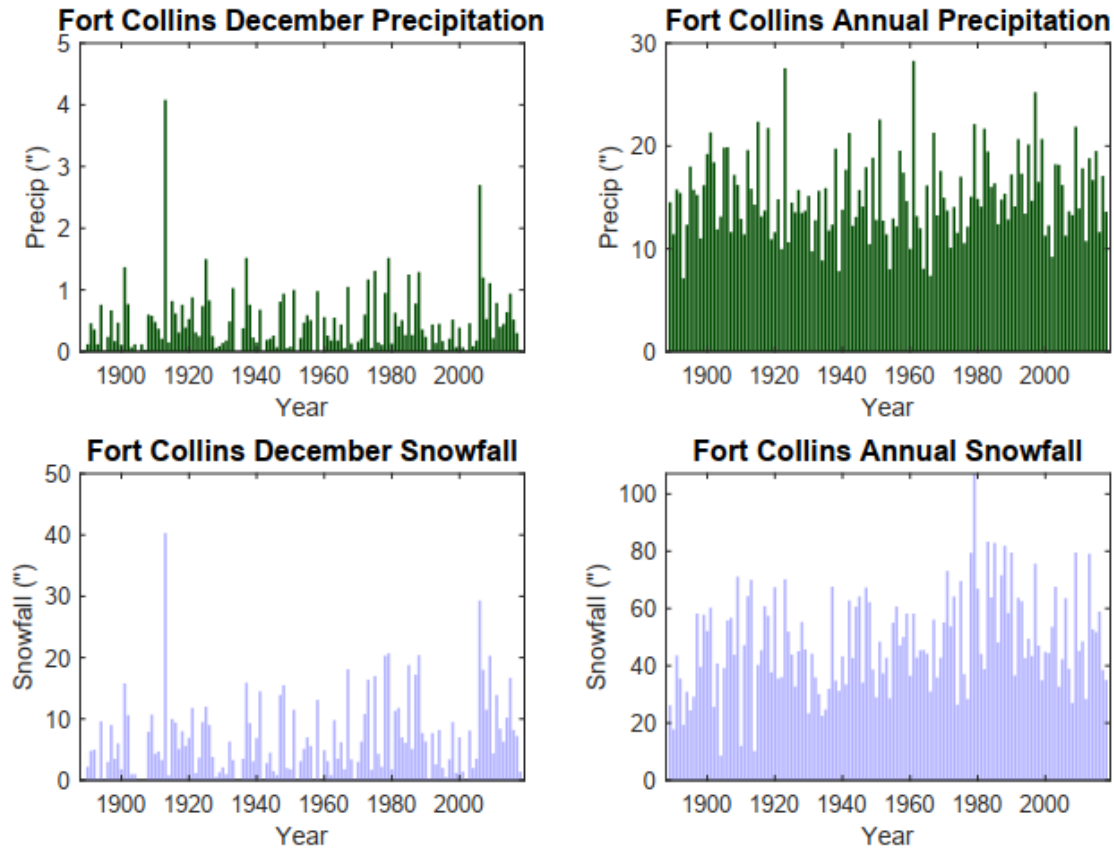 Fort Collins December Precipitation
5
4
3
2
1
0
Precip (")
1900 1920 1940 1960 1980 2000
Year
Fort Collins Annual Precipitation
30
20
10
0
Precip (")
1900 1920 1940 1960 1980 2000
Year
Fort Collins December Snowfall
50
40
30
20
10
0
Snowfall (")
1900 1920 1940 1960 1980 2000
Year
Fort Collins Annual Snowfall
100
80
60
40
20
0
Snowfall (")
1900 1920 1940 1960 1980 2000
Year